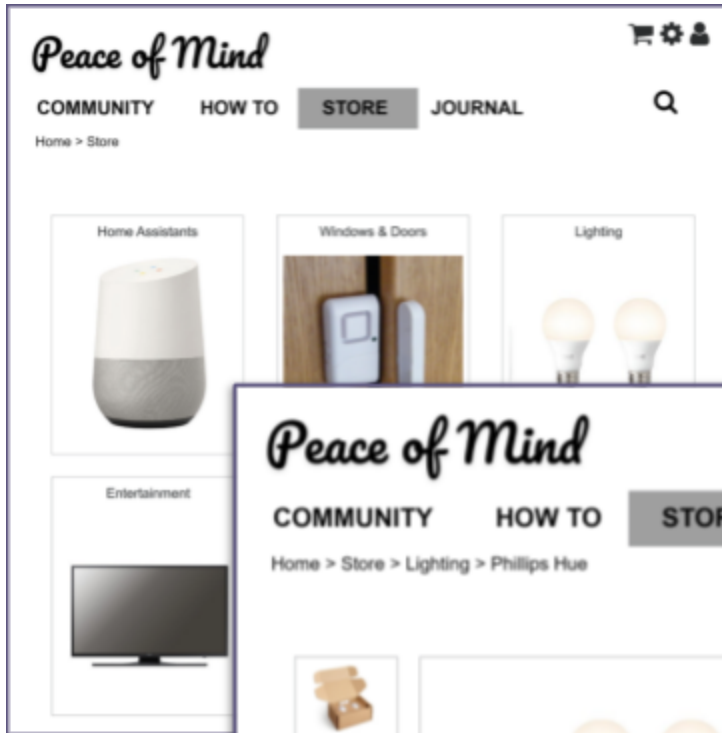 Peace of Mind
COMMUNITY HOW TO STORE JOURNAL
Home > Store
Home Assistants
Windows & Doors
Lighting
Entertainment
Peace of Mind
COMMUNITY HOW TO STOR
Home > Store > Lighting > Phillips Hue